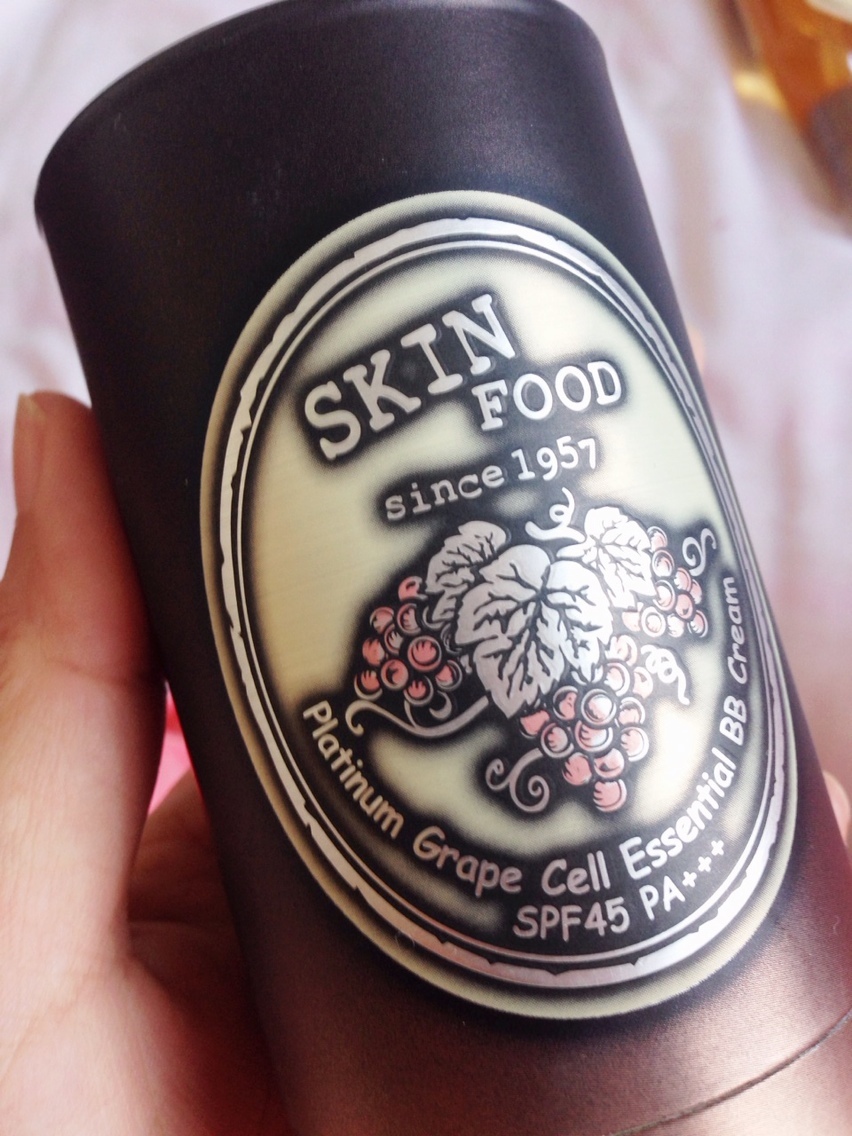 SKIN
FOOD
since 1957
Platinum Grape Cell Essential BB Cream
SPF45 PA+++